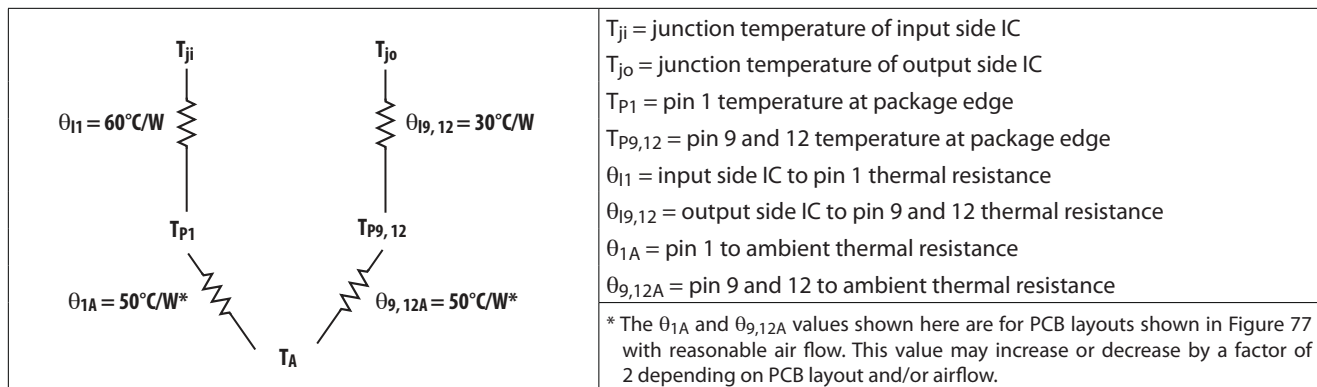 Tji
Tjo
θI1 = 60°C/W
θI9, 12 = 30°C/W
TP1
TP9, 12
θ1A = 50°C/W*
θ9, 12A = 50°C/W*
TA
Tji = junction temperature of input side IC
Tjo = junction temperature of output side IC
TP1 = pin 1 temperature at package edge
TP9,12 = pin 9 and 12 temperature at package edge
θI1 = input side IC to pin 1 thermal resistance
θI9,12 = output side IC to pin 9 and 12 thermal resistance
θ1A = pin 1 to ambient thermal resistance
θ9,12A = pin 9 and 12 to ambient thermal resistance
* The θ1A and θ9,12A values shown here are for PCB layouts shown in Figure 77
with reasonable air flow. This value may increase or decrease by a factor of
2 depending on PCB layout and/or airflow.